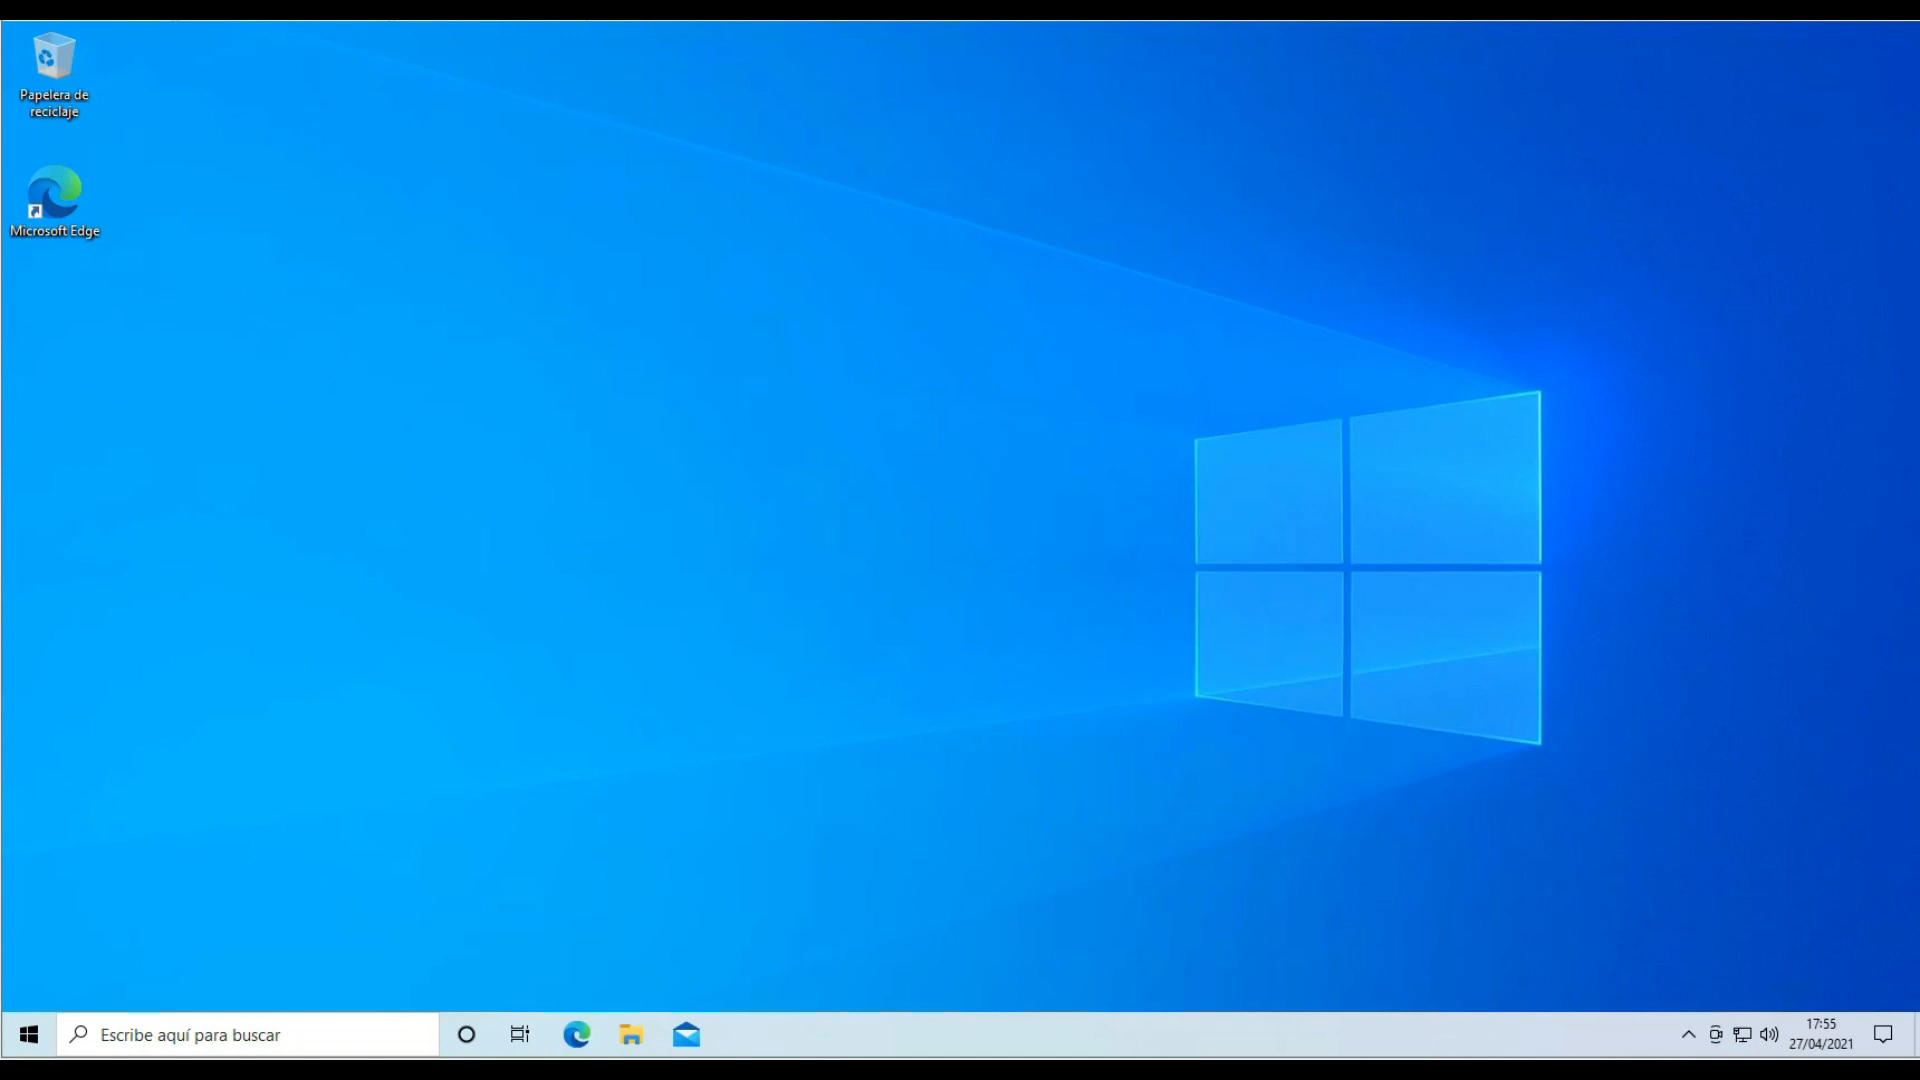 Papelera de
reciclaje
Microsoft Edge
Escribe aquí para buscar
17:55
27/04/2021